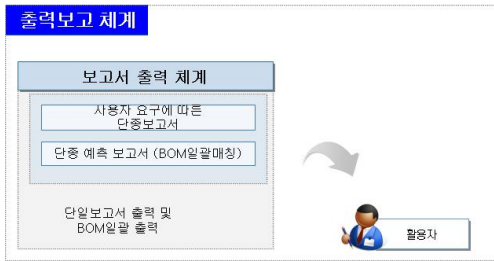 출력보고 체계
보고서 출력 체계
사용자 요구에 따른
단종보고서
단종 예측 보고서 (BOM일괄매칭)
단일보고서 출력 및
BOM일괄 출력
활용자